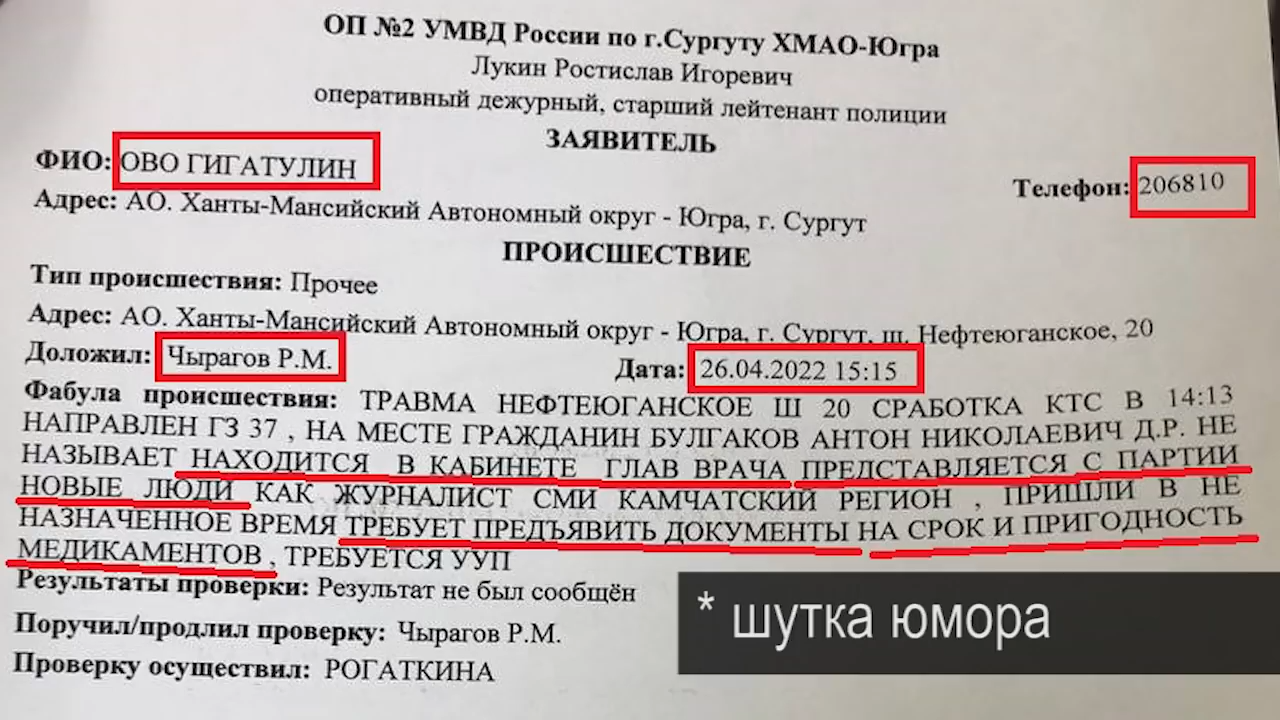 ОП №2 УМВД России по г.Сургуту ХМАО-Югра
Лукин Ростислав Игоревич
оперативный дежурный, старший лейтенант полиции
ЗАЯВИТЕЛЬ
ФИО: ОВО ГИГАТУЛИН Телефон: 206810
Адрес: АО. Ханты-Мансийский Автономный округ - Югра, г. Сургут
ПРОИСШЕСТВИЕ
Тип происшествия: Прочее
Адрес: АО. Ханты-Мансийский Автономный округ - Югра, г. Сургут, ш. Нефтеюганское, 20
Доложил: Чырагов Р.М. Дата: 26.04.2022 15:15
Фабула происшествия: ТРАВМА НЕФТЕЮГАНСКОЕ Ш 20 СРАБОТКА КТС В 14:13
НАПРАВЛЕН ГЗ 37 , НА МЕСТЕ ГРАЖДАНИН БУЛГАКОВ АНТОН НИКОЛАЕВИЧ Д.Р. НЕ
НАЗЫВАЕТ НАХОДИТСЯ В КАБИНЕТЕ ГЛАВ ВРАЧА ПРЕДСТАВЛЯЕТСЯ С ПАРТИИ
НОВЫЕ ЛЮДИ КАК ЖУРНАЛИСТ СМИ КАМЧАТСКИЙ РЕГИОН , ПРИШЛИ В НЕ
НАЗНАЧЕННОЕ ВРЕМЯ ТРЕБУЕТ ПРЕДЪЯВИТЬ ДОКУМЕНТЫ НА СРОК И ПРИГОДНОСТЬ
МЕДИКАМЕНТОВ , ТРЕБУЕТСЯ УУП
Результаты проверки: Результат не был сообщён
Поручил/продлил проверку: Чырагов Р.М.
Проверку осуществил: РОГАТКИНА
* шутка юмора